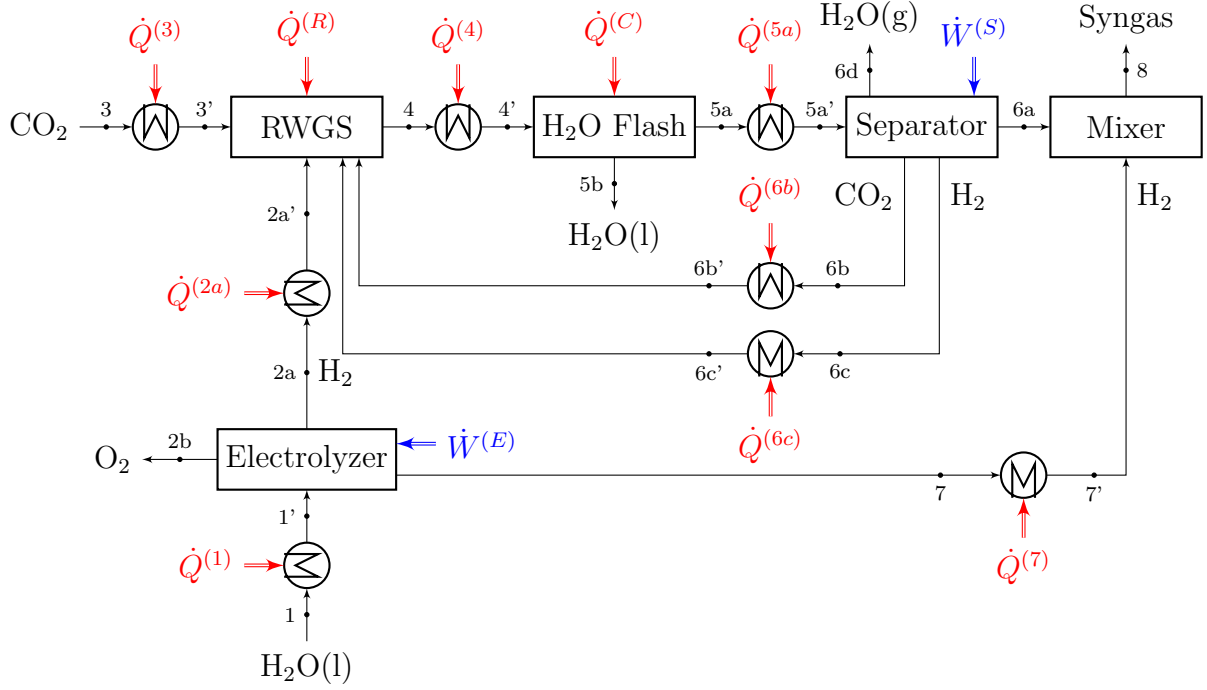 H₂O(g)
Syngas
Q̇⁽³⁾
Q̇⁽ᴿ⁾
Q̇⁽⁴⁾
Q̇⁽ᶜ⁾
Q̇⁽⁵ᵃ⁾
Ẇ⁽ˢ⁾
6d
8
CO₂
3
3'
RWGS
4
4'
H₂O Flash
5a
5a'
Separator
6a
Mixer
5b
H₂O(l)
CO₂
H₂
H₂
Q̇⁽⁶ᵇ⁾
2a'
6b'
6b
Q̇⁽²ᵃ⁾
2a
H₂
6c'
6c
Q̇⁽⁶ᶜ⁾
O₂
2b
Electrolyzer
Ẇ⁽ᴱ⁾
7
7'
1'
Q̇⁽¹⁾
Q̇⁽⁷⁾
1
H₂O(l)